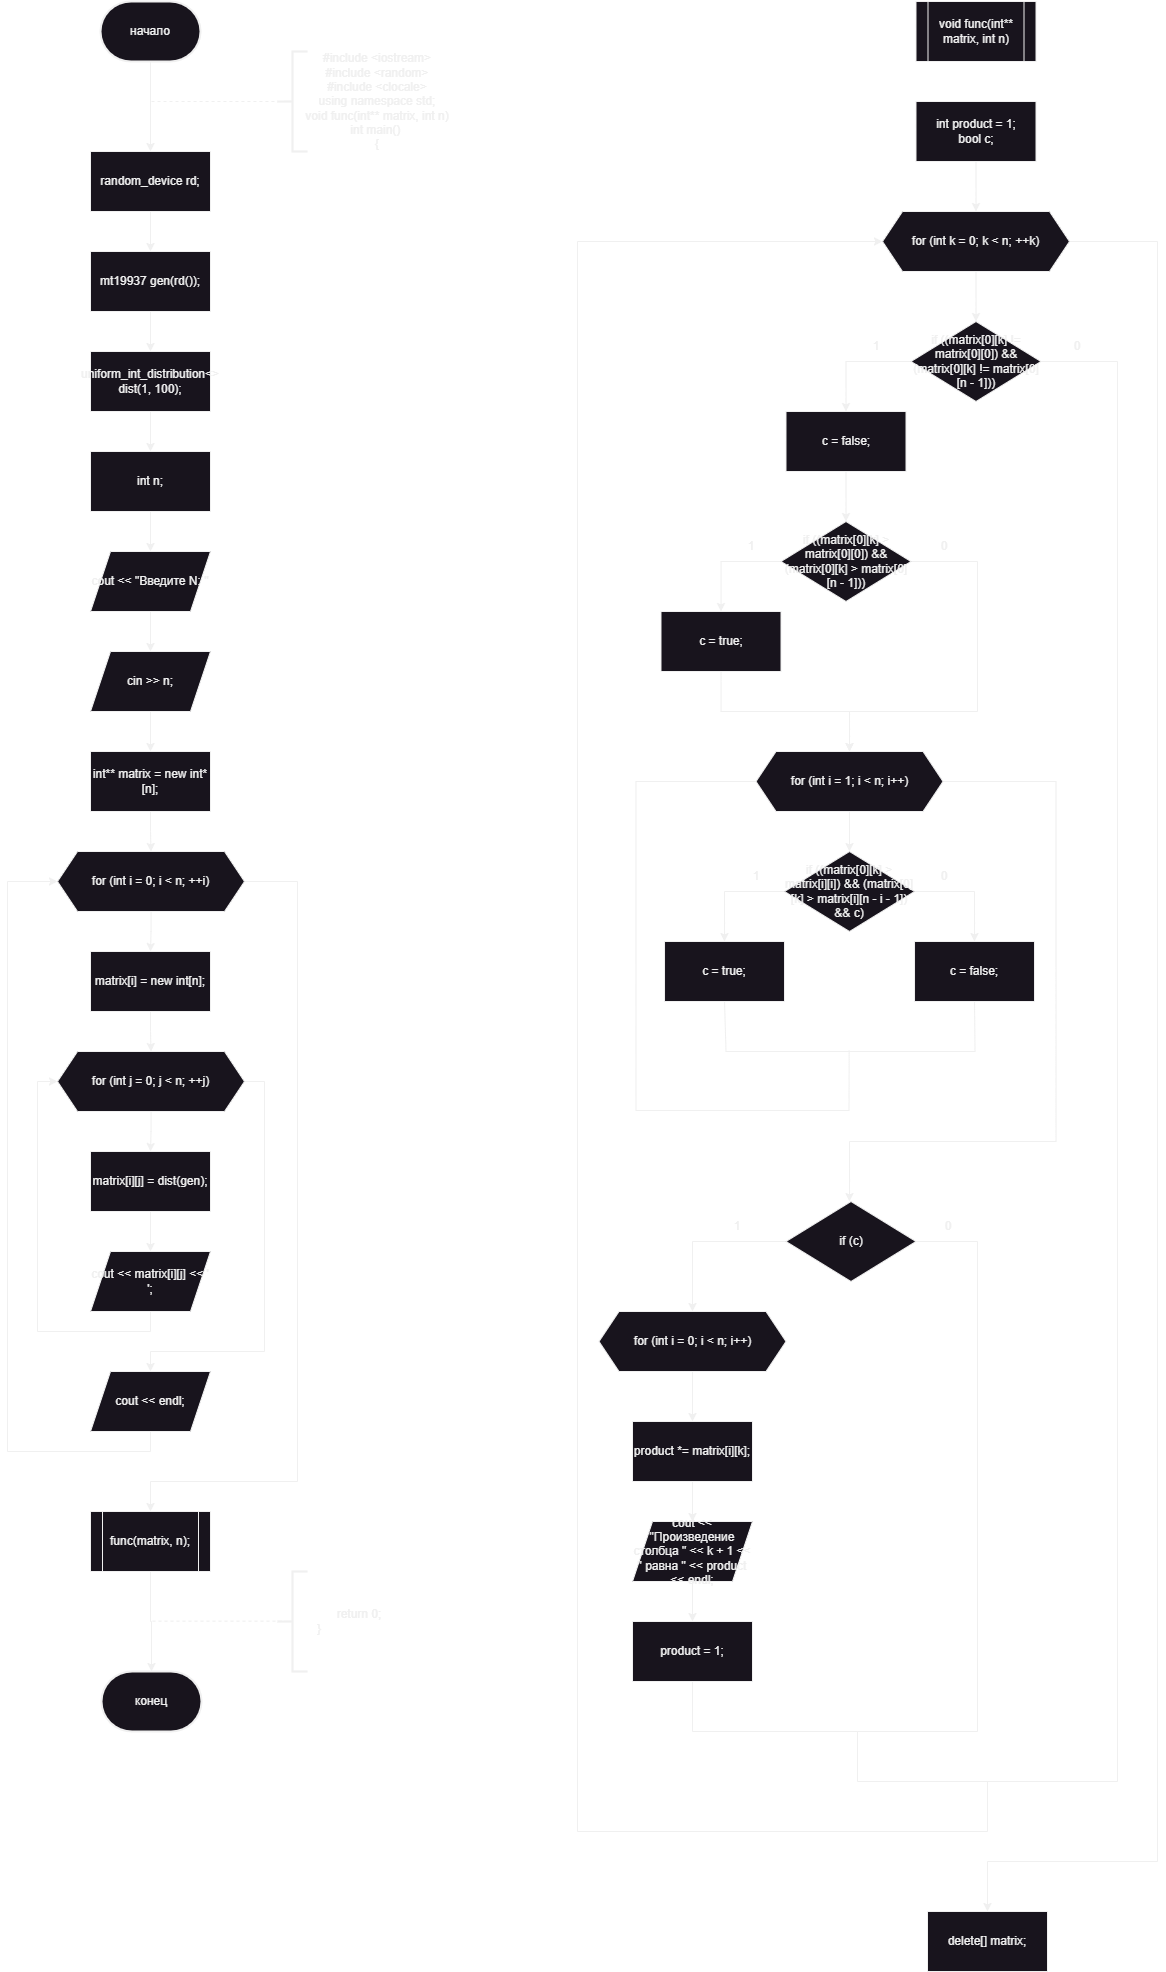 начало
#include <iostream>
#include <random>
#include <clocale>
using namespace std;
void func(int** matrix, int n)
int main()
{
random_device rd;
mt19937 gen(rd());
uniform_int_distribution<>
dist(1, 100);
int n;
cout << "Введите N:
cin >> n;
int** matrix = new int*
[n];
for (int i = 0; i < n; ++i)
matrix[i] = new int[n];
for (int j = 0; j < n; ++j)
matrix[i][j] = dist(gen);
cout << matrix[i][j] <<
";
cout << endl;
func(matrix, n);
return 0;
}
конец
void func(int**
matrix, int n)
int product = 1;
bool c;
for (int k = 0; k < n; ++k)
1
0
if ((matrix[0][k] !=
matrix[0][0]) &&
(matrix[0][k] != matrix[0]
[n - 1]))
c = false;
1
0
if ((matrix[0][k] >
matrix[0][0]) &&
(matrix[0][k] > matrix[0]
[n - 1]))
c = true;
for (int i = 1; i < n; i++)
1
0
if ((matrix[0][k] >
matrix[i][i]) && (matrix[0]
[k] > matrix[i][n - i - 1])
&& c)
c = true;
c = false;
1
0
if (c)
for (int i = 0; i < n; i++)
product *= matrix[i][k];
cout <<
"Произведение
столбца " << k + 1 <<
" равна " << product
<< endl;
product = 1;
delete[] matrix;